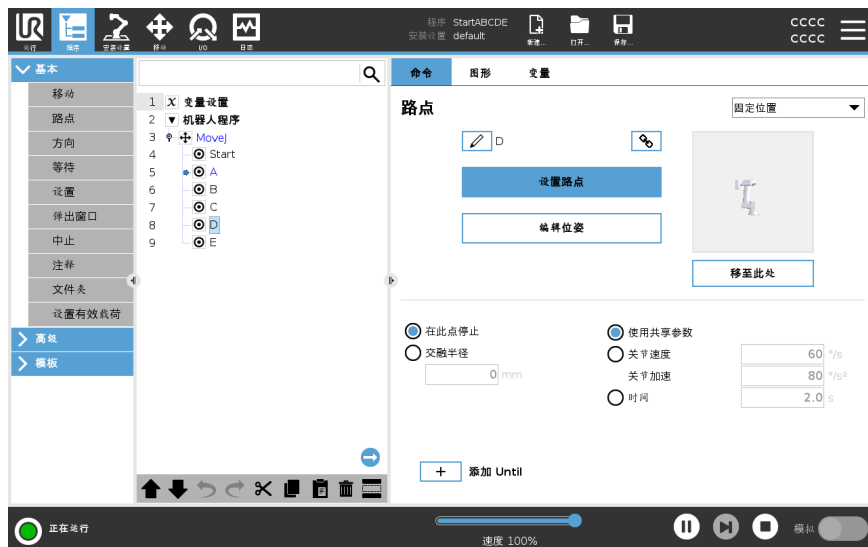 UR
运行
程序
安装设置
移动
I/O
日志
程序 StartABCDE
安装设置 default
新建...
打开...
保存...
CCCC
CCCC
基本
移动
路点
方向
等待
设置
弹出窗口
中止
注释
文件夹
设置有效载荷
高级
模板
1 X 变量设置
2 机器人程序
3 MoveJ
4 Start
5 A
6 B
7 C
8 D
9 E
命令 图形 变量
路点
固定位置
D
设置路点
编辑位姿
移至此处
在此点停止
交融半径
0 mm
使用共享参数
关节速度 60 °/s
关节加速 80 °/s²
时间 2.0 s
+ 添加 Until
正在运行
速度 100%
模拟